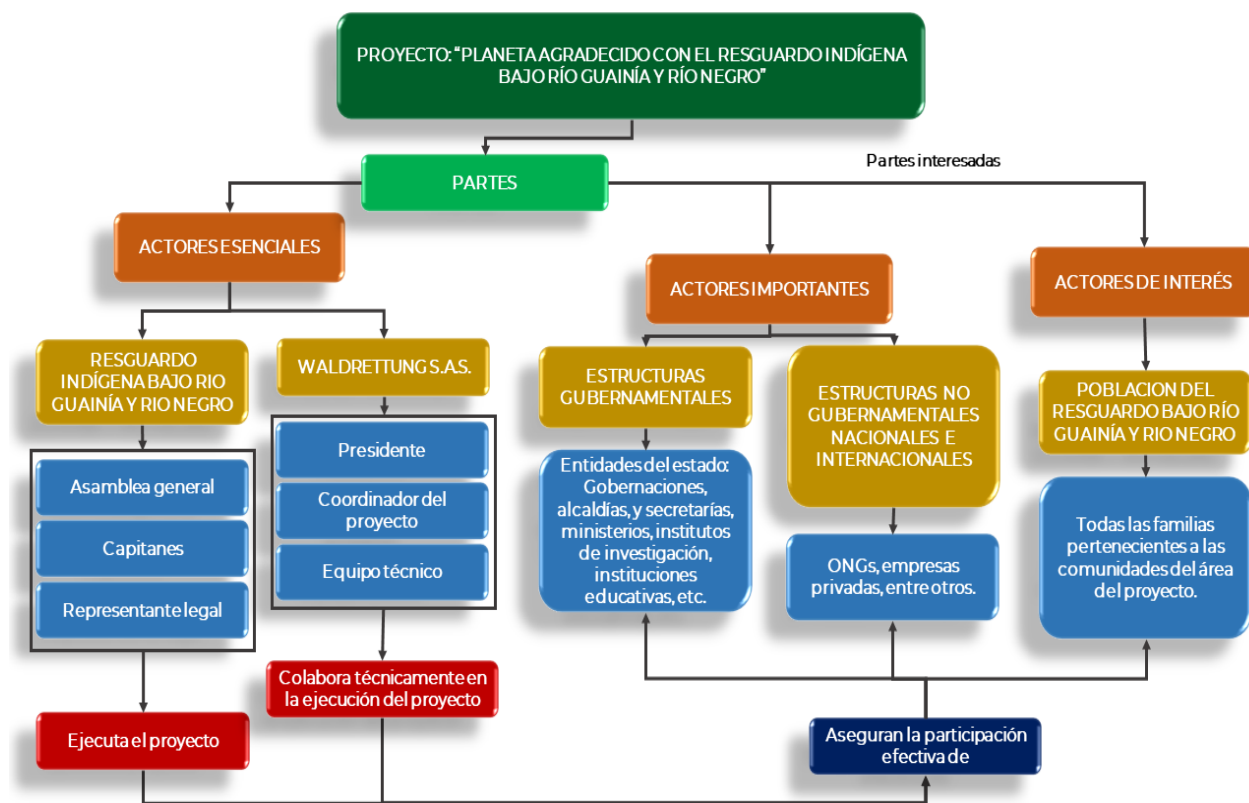 PROYECTO: “PLANETA AGRADECIDO CON EL RESGUARDO INDÍGENA
BAJO RÍO GUAINÍA Y RÍO NEGRO”
Partes interesadas
PARTES
ACTORES ESENCIALES
ACTORES IMPORTANTES
ACTORES DE INTERÉS
RESGUARDO
INDÍGENA BAJO RIO
GUAINÍA Y RIO NEGRO
WALDRETTUNG S.A.S.
ESTRUCTURAS
GUBERNAMENTALES
ESTRUCTURAS NO
GUBERNAMENTALES
NACIONALES E
INTERNACIONALES
POBLACION DEL
RESGUARDO BAJO RÍO
GUAINÍA Y RIO NEGRO
Asamblea general
Capitanes
Representante legal
Presidente
Coordinador del
proyecto
Equipo técnico
Entidades del estado:
Gobernaciones,
alcaldías, y secretarías,
ministerios, institutos
de investigación,
instituciones
educativas, etc.
ONGs, empresas
privadas, entre otros.
Todas las familias
pertenecientes a las
comunidades del área
del proyecto.
Ejecuta el proyecto
Colabora técnicamente en
la ejecución del proyecto
Aseguran la participación
efectiva de